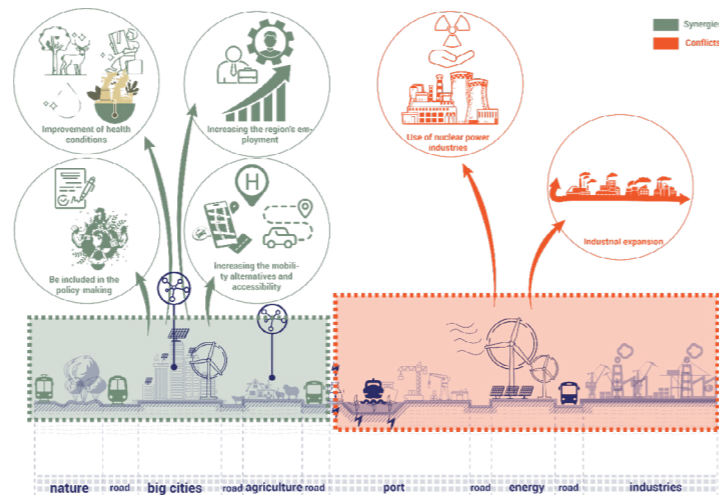 Synergies
Conflicts
Improvement of health
conditions
Increasing the region's em-
ployment
Use of nuclear power
industries
Industrial expansion
Be included in the
policy-making
H
Increasing the mobili-
ty alternatives and
accessibility
nature road big cities road agriculture road port road energy road industries